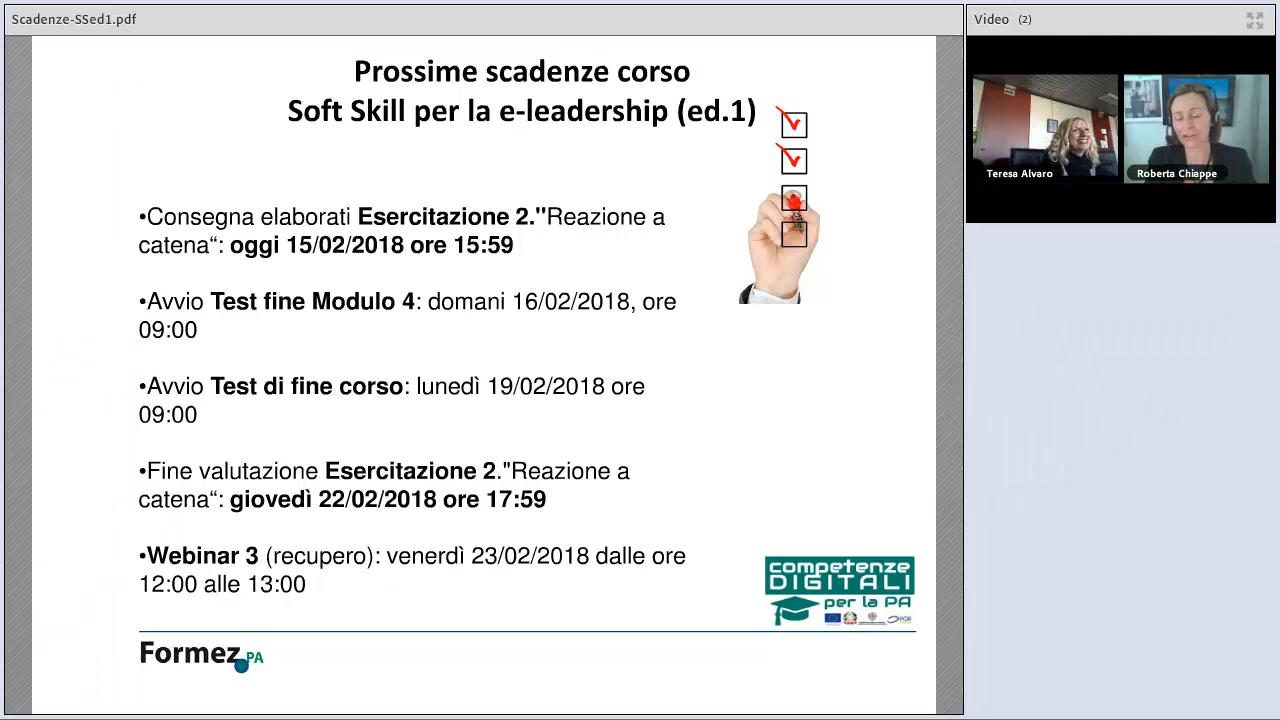 Scadenze-SSed1.pdf
Video (2)
Prossime scadenze corso
Soft Skill per la e-leadership (ed.1)
Teresa Alvaro
Roberta Chiappe
•Consegna elaborati Esercitazione 2."Reazione a
catena“: oggi 15/02/2018 ore 15:59
•Avvio Test fine Modulo 4: domani 16/02/2018, ore
09:00
•Avvio Test di fine corso: lunedì 19/02/2018 ore
09:00
•Fine valutazione Esercitazione 2."Reazione a
catena“: giovedì 22/02/2018 ore 17:59
•Webinar 3 (recupero): venerdì 23/02/2018 dalle ore
12:00 alle 13:00
competenze
DIGITALI
per la PA
Formez PA